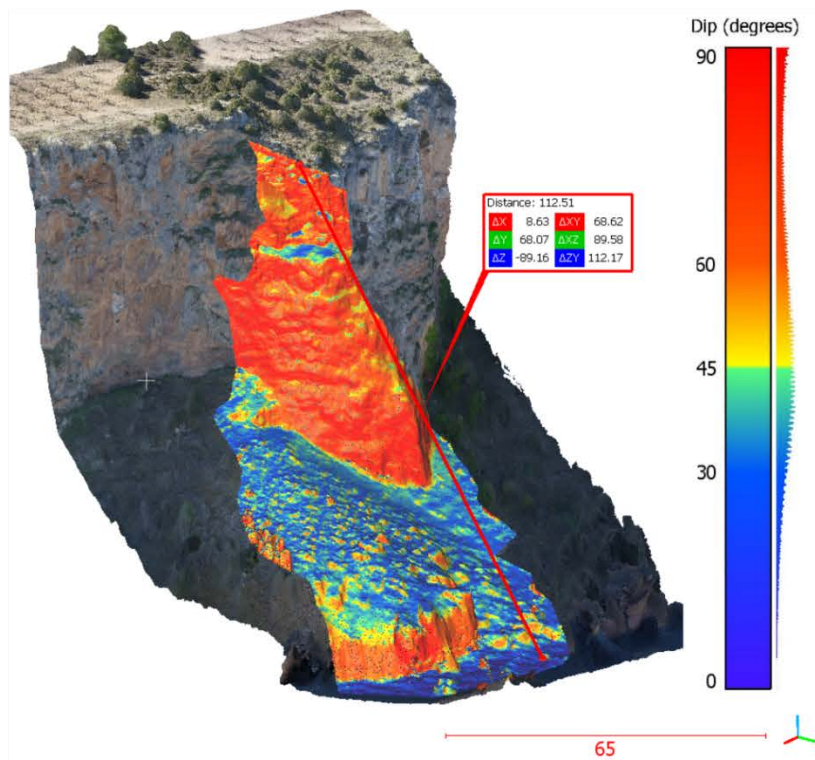 Dip (degrees)
90
60
45
30
0
Distance: 112.51
ΔX 8.63 ΔXY 68.62
ΔY 68.07 ΔXZ 89.58
ΔZ -89.16 ΔZY 112.17
65